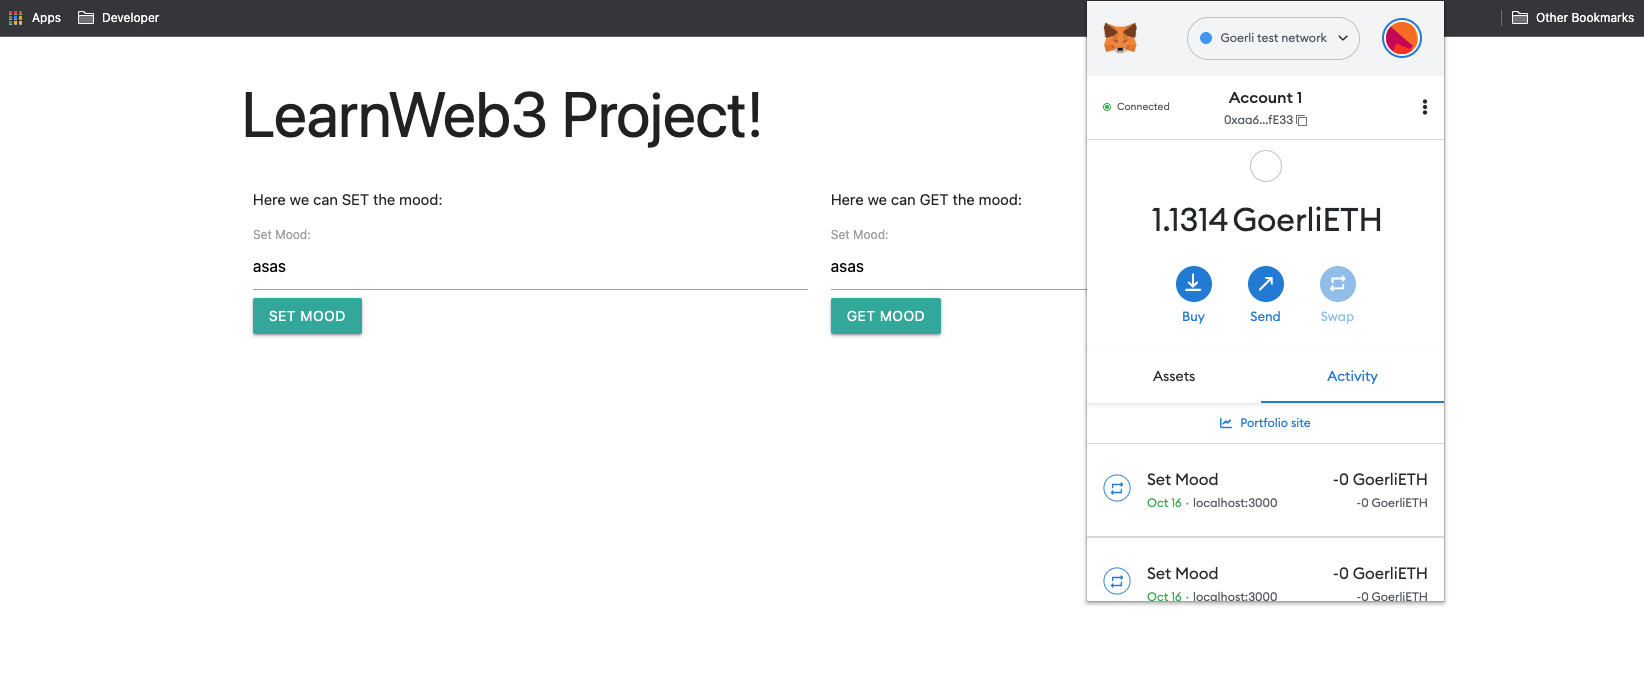 Apps
Developer
Other Bookmarks
LearnWeb3 Project!
Here we can SET the mood:
Set Mood:
asas
SET MOOD
Here we can GET the mood:
Set Mood:
asas
GET MOOD
Goerli test network
Connected
Account 1
0xaa6...fE33
1.1314 GoerliETH
Buy
Send
Swap
Assets
Activity
Portfolio site
Set Mood
-0 GoerliETH
Oct 16 · localhost:3000
-0 GoerliETH
Set Mood
-0 GoerliETH
Oct 16 · localhost:3000
-0 GoerliETH